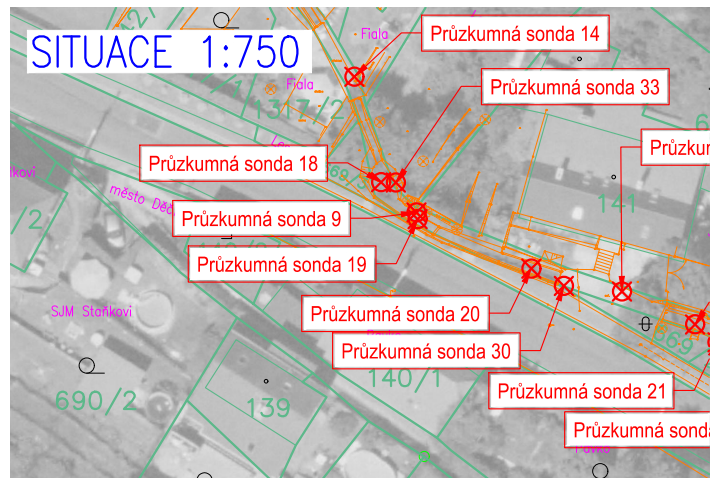 Průzkumná sonda 14
Fiala
SITUACE 1:750
Fiala
Průzkumná sonda 33
1317/2
Průzkumná sonda 18
město Děč
141
Průzkumná sonda 9
Průzkumná sonda 19
SJM Staňkovi
Průzkumná sonda 20
Průzkumná sonda 30
140/1
Průzkumná sonda 21
690/2
139